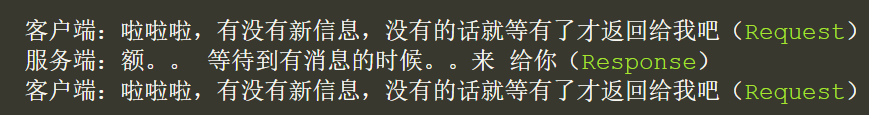 客户端：啦啦啦，有没有新信息，没有的话就等有了才返回给我吧（Request）
服务端：额。。 等待到有消息的时候。。来 给你（Response）
客户端：啦啦啦，有没有新信息，没有的话就等有了才返回给我吧（Request）